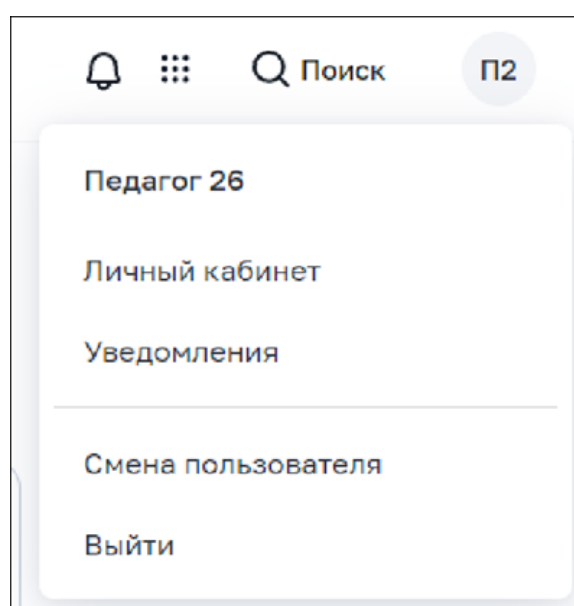 Поиск П2
Педагог 26
Личный кабинет
Уведомления
Смена пользователя
Выйти